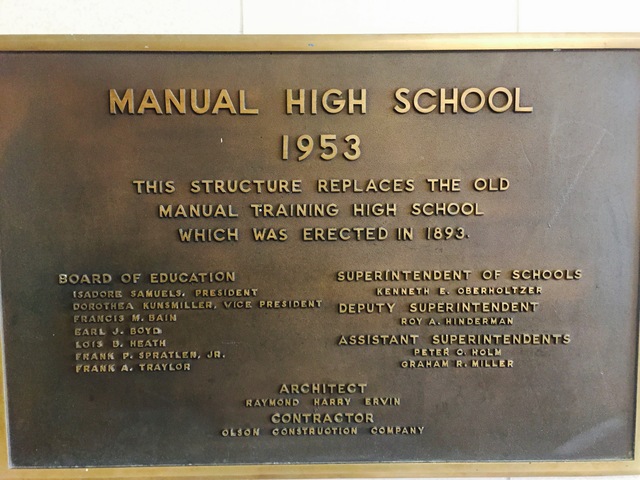 MANUAL HIGH SCHOOL
1953
THIS STRUCTURE REPLACES THE OLD
MANUAL TRAINING HIGH SCHOOL
WHICH WAS ERECTED IN 1893.
BOARD OF EDUCATION
ISADORE SAMUELS, PRESIDENT
DOROTHEA KUNSMILLER, VICE PRESIDENT
FRANCIS M. BAIN
EARL J. BOYD
LOIS B. HEATH
FRANK P. SPRATLEN, JR.
FRANK A. TRAYLOR
SUPERINTENDENT OF SCHOOLS
KENNETH E. OBERHOLTZER
DEPUTY SUPERINTENDENT
ROY A. HINDERMAN
ASSISTANT SUPERINTENDENTS
PETER O. HOLM
GRAHAM R. MILLER
ARCHITECT
RAYMOND HARRY ERVIN
CONTRACTOR
OLSON CONSTRUCTION COMPANY